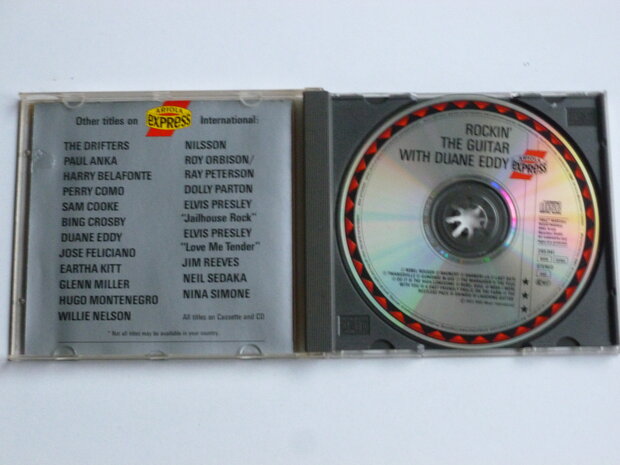 Other titles on ARIOLA EXPRESS International:
THE DRIFTERS
PAUL ANKA
HARRY BELAFONTE
PERRY COMO
SAM COOKE
BING CROSBY
DUANE EDDY
JOSE FELICIANO
EARTHA KITT
GLENN MILLER
HUGO MONTENEGRO
WILLIE NELSON
NILSSON
ROY ORBISON/
RAY PETERSON
DOLLY PARTON
ELVIS PRESLEY
"Jailhouse Rock"
ELVIS PRESLEY
"Love Me Tender"
JIM REEVES
NEIL SEDAKA
NINA SIMONE
All titles on Cassette and CD
* Not all titles may be available in your country.
ROCKIN'
THE GUITAR
WITH DUANE EDDY
ARIOLA
EXPRESS
STEREO